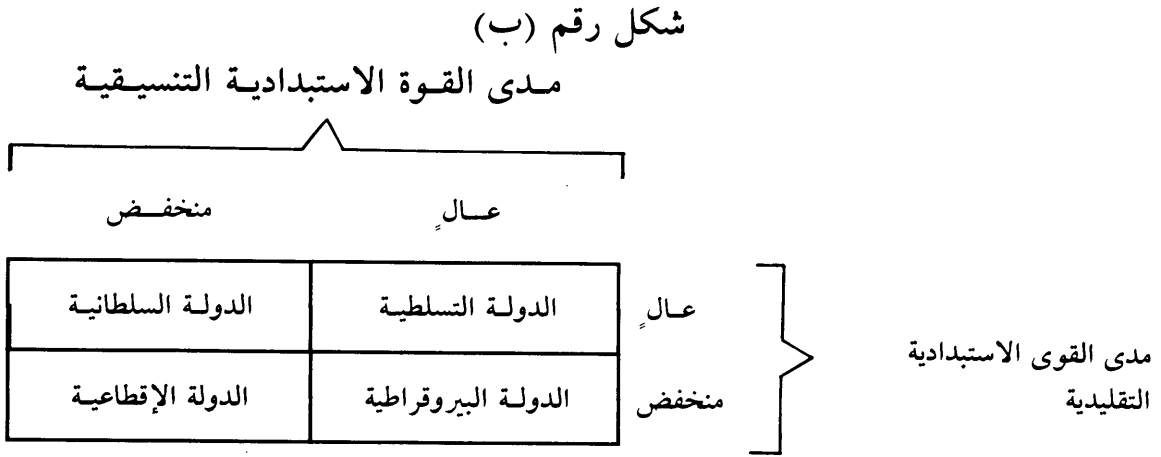 شكل رقم (ب)
مدى القوة الاستبدادية التنسيقية
عالٍ منخفض
عالٍ الدولة التسلطية الدولة السلطانية
مدى القوى الاستبدادية
التقليدية
منخفض الدولة البيروقراطية الدولة الإقطاعية